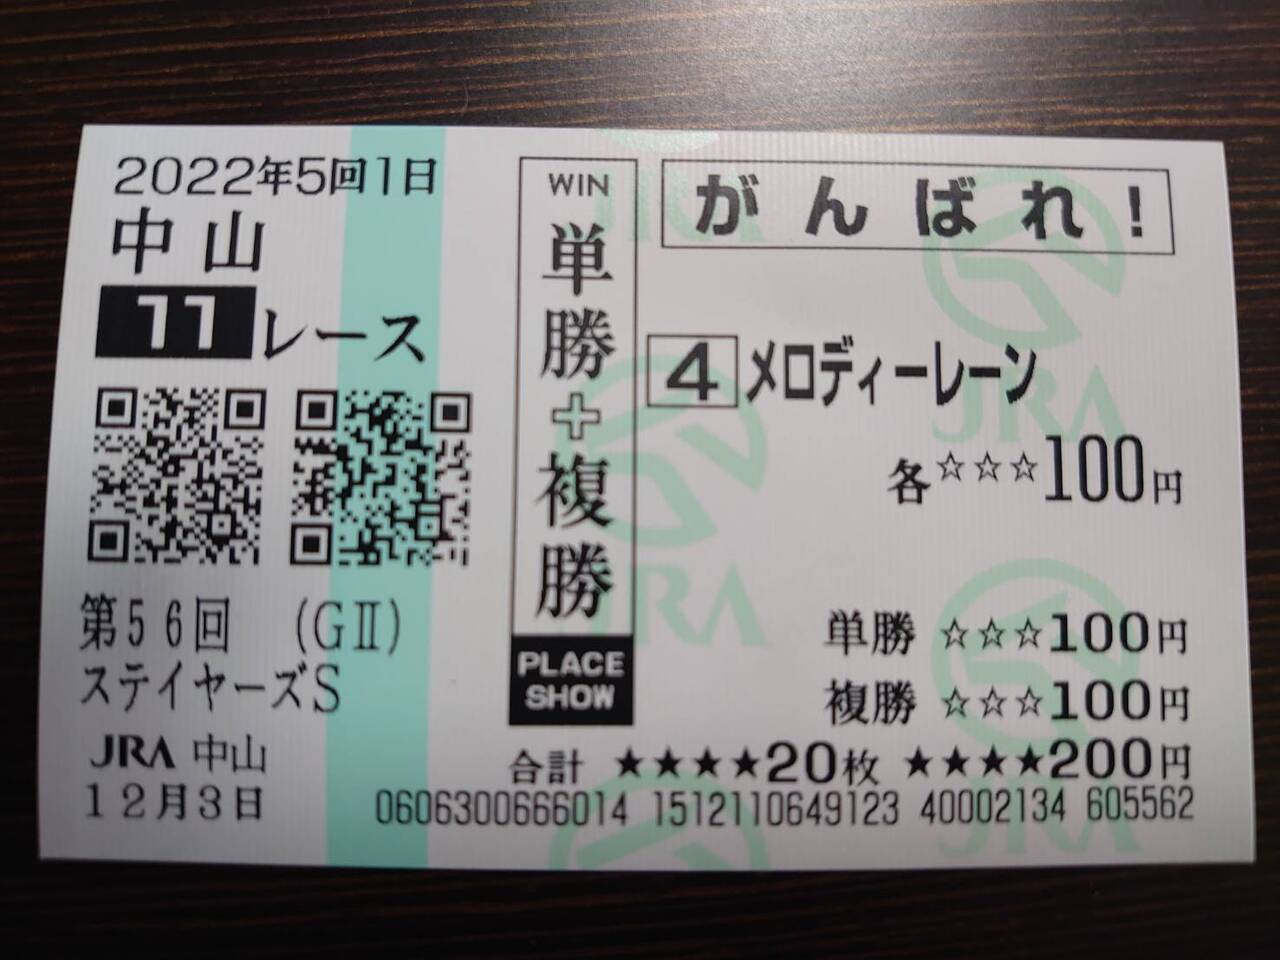 2022年5回1日
中山
11レース
第56回 (GⅡ)
ステイヤーズS
JRA 中山
12月3日
WIN
単勝+複勝
PLACE
SHOW
がんばれ!
4 メロディーレーン
各☆☆☆100円
単勝 ☆☆☆100円
複勝 ☆☆☆100円
合計 ★★★★20枚 ★★★★200円
0606300666014 1512110649123 40002134 605562
JRA
JRA
JRA
JRA